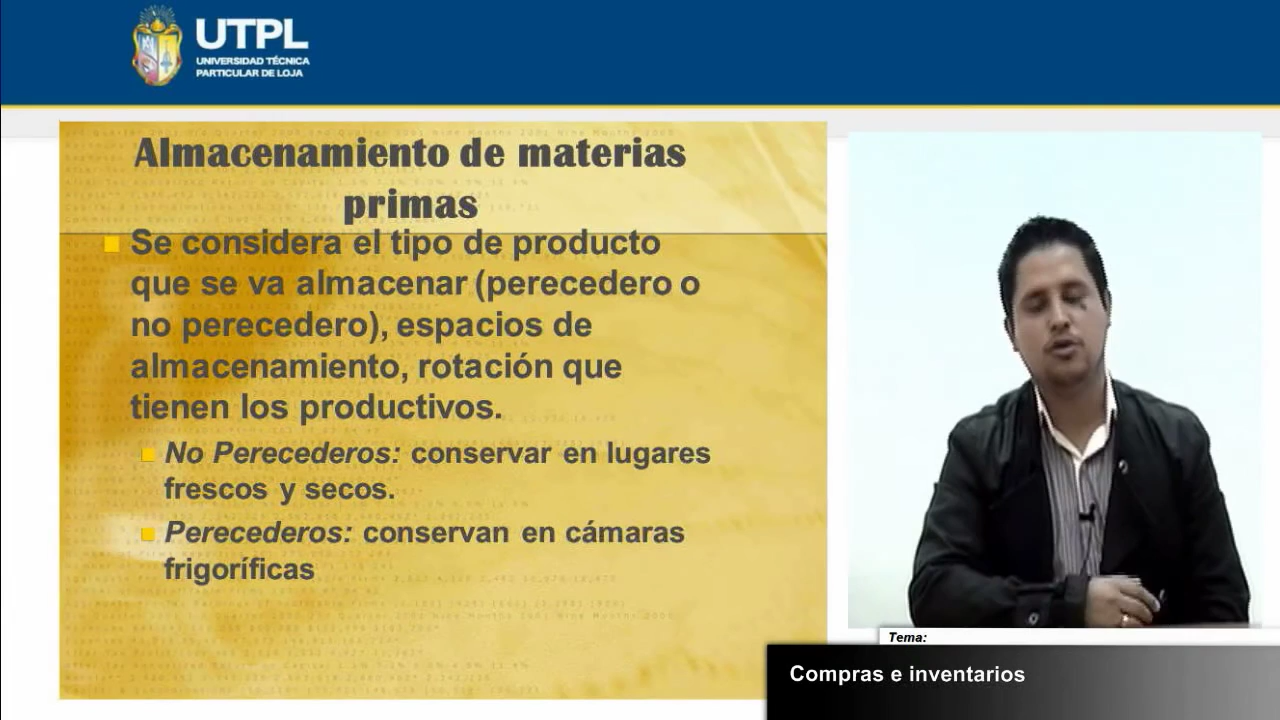 UTPL
UNIVERSIDAD TÉCNICA
PARTICULAR DE LOJA
Almacenamiento de materias
primas
Se considera el tipo de producto
que se va almacenar (perecedero o
no perecedero), espacios de
almacenamiento, rotación que
tienen los productivos.
No Perecederos: conservar en lugares
frescos y secos.
Perecederos: conservan en cámaras
frigoríficas
Tema:
Compras e inventarios